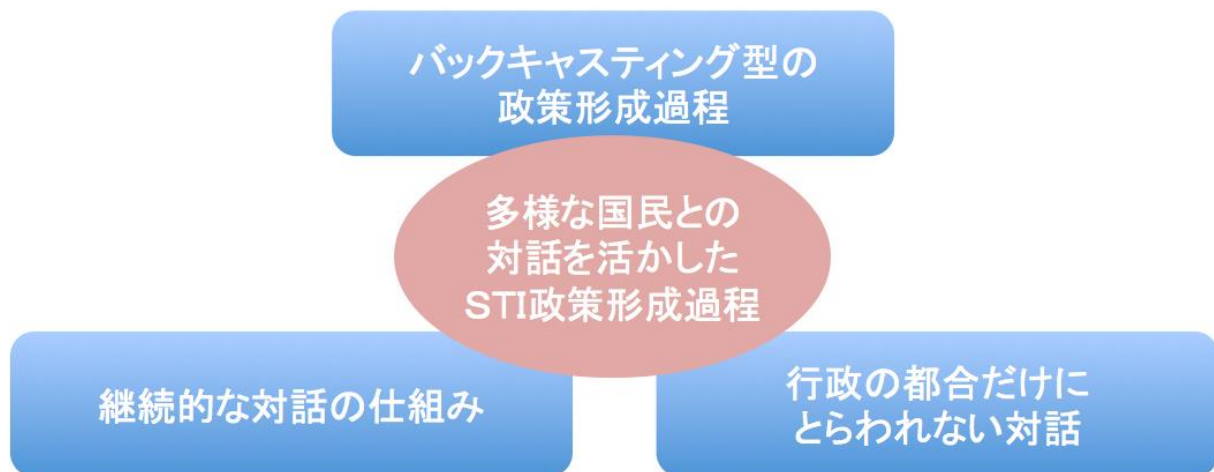 バックキャスティング型の
政策形成過程
多様な国民との
対話を活かした
STI政策形成過程
継続的な対話の仕組み
行政の都合だけに
とらわれない対話